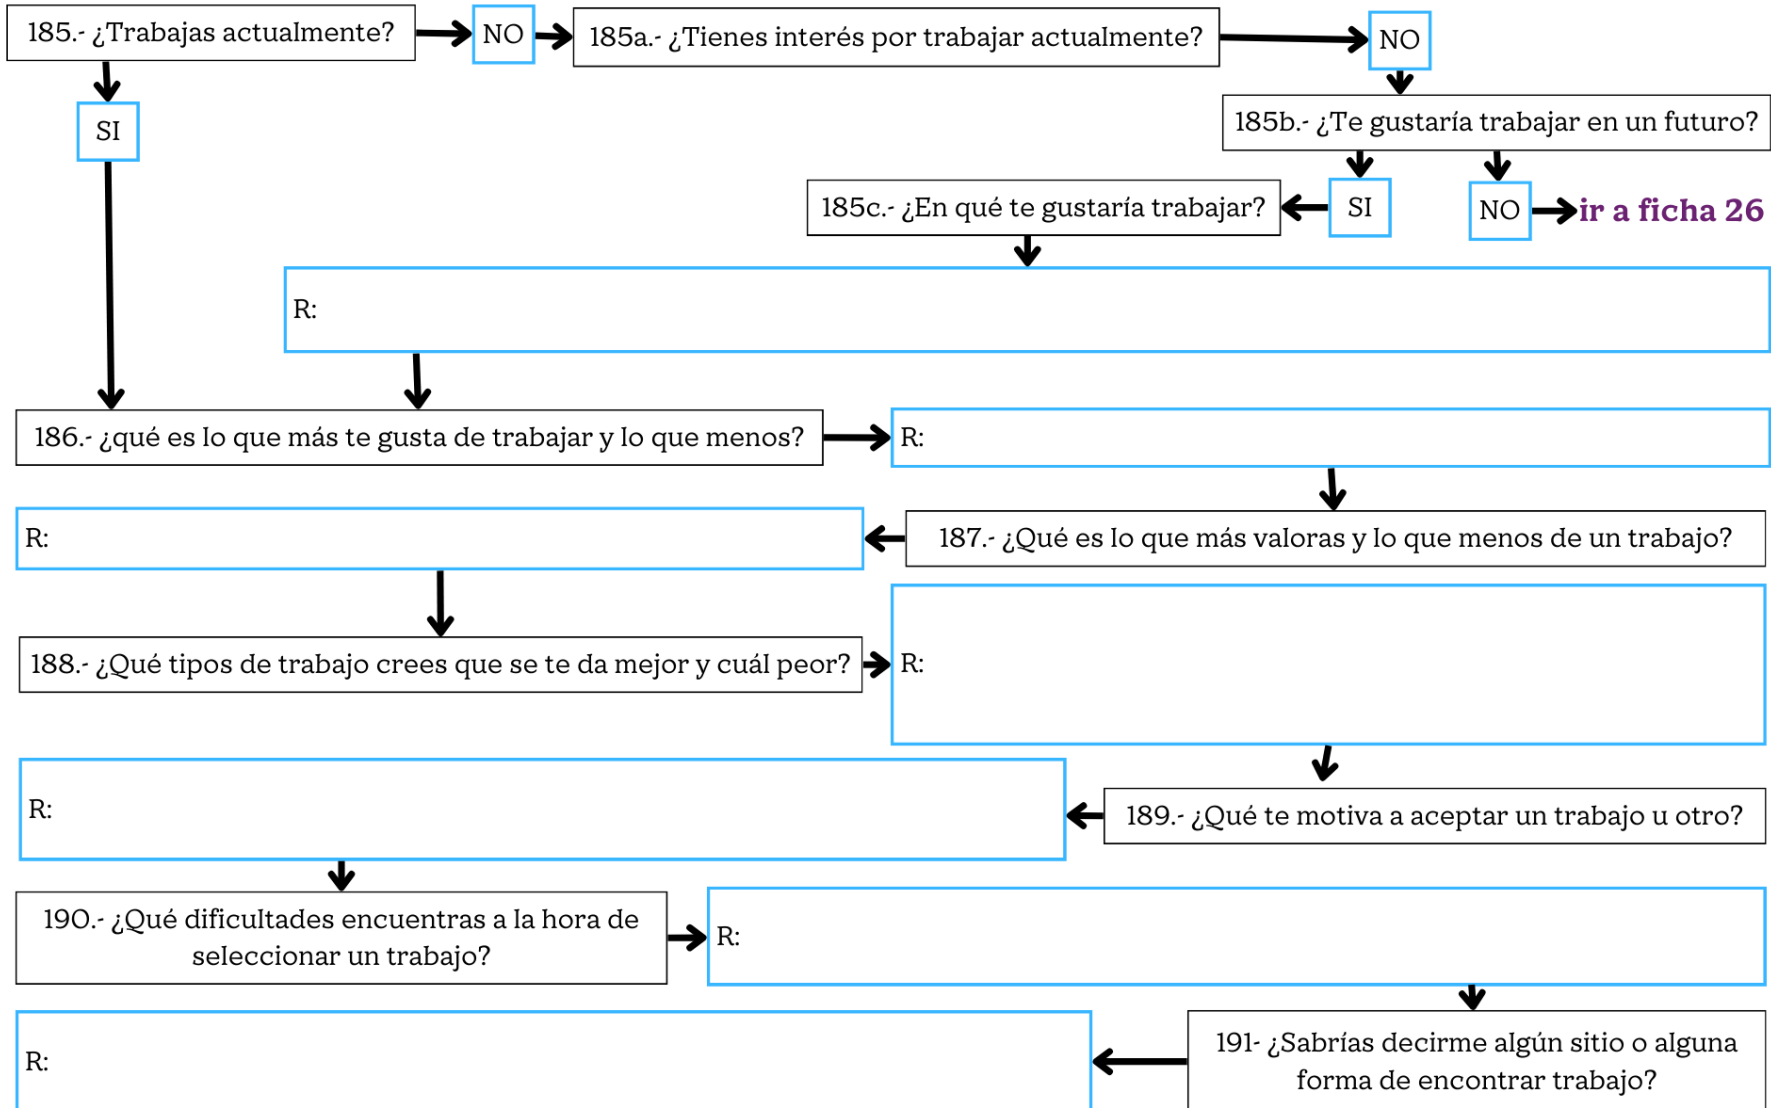 185.- ¿Trabajas actualmente?
NO
185a.- ¿Tienes interés por trabajar actualmente?
NO
SI
185b.- ¿Te gustaría trabajar en un futuro?
185c.- ¿En qué te gustaría trabajar?
SI
NO
ir a ficha 26
R:
186.- ¿qué es lo que más te gusta de trabajar y lo que menos?
R:
R:
187.- ¿Qué es lo que más valoras y lo que menos de un trabajo?
188.- ¿Qué tipos de trabajo crees que se te da mejor y cuál peor?
R:
R:
189.- ¿Qué te motiva a aceptar un trabajo u otro?
190.- ¿Qué dificultades encuentras a la hora de
seleccionar un trabajo?
R:
R:
191- ¿Sabrías decirme algún sitio o alguna
forma de encontrar trabajo?